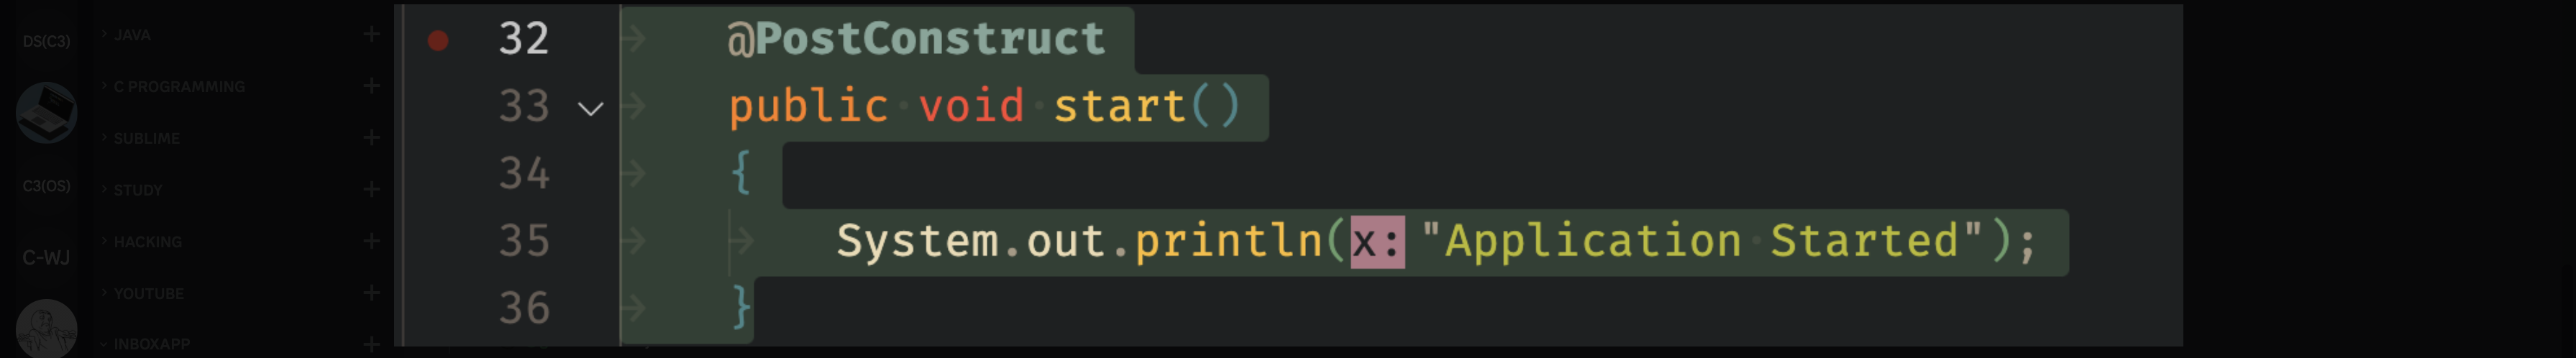 DS(C3)
C3(OS)
C-WJ
JAVA +
C PROGRAMMING +
SUBLIME +
STUDY +
HACKING +
YOUTUBE +
INBOXAPP +
32 @PostConstruct
33 public void start()
34 {
35 System.out.println(x: "Application Started");
36 }